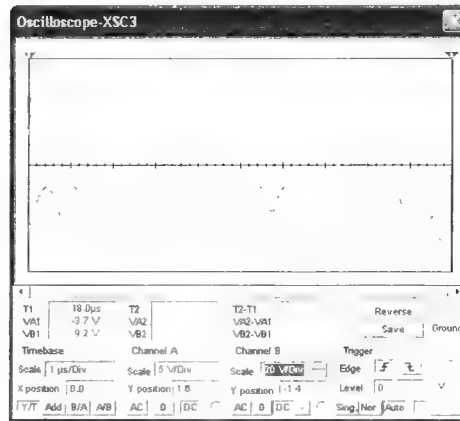 Oscilloscope-XSC3
T1 18.0µs T2 T2-T1 Reverse
VA1 -3.7 V VA2 VA2-VA1
VB1 9.2 V VB2 VB2-VB1 Save Ground
Timebase Channel A Channel B Trigger
Scale 1 µs/Div Scale 5 V/Div Scale 20 V/Div Edge
X position 0.0 Y position 1.6 Y position -1.4 Level 0 V
Y/T Add B/A A/B AC 0 DC AC 0 DC - Sing. Nor Auto